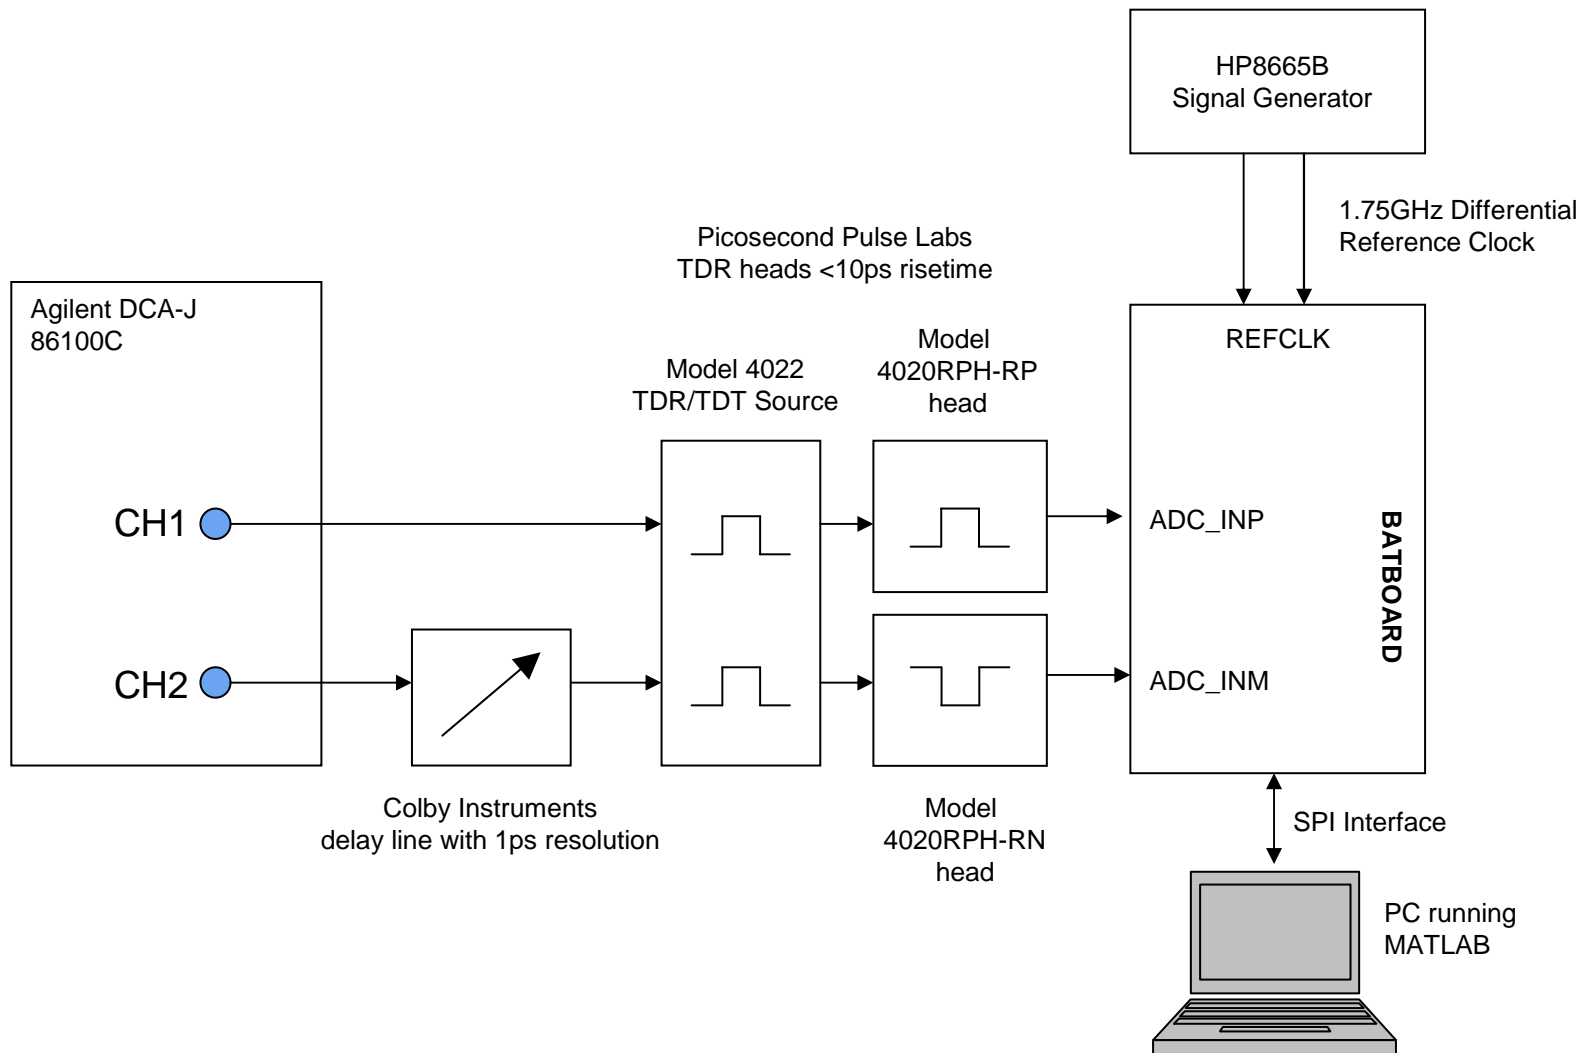 HP8665B
Signal Generator
1.75GHz Differential
Reference Clock
Picosecond Pulse Labs
TDR heads <10ps risetime
Agilent DCA-J
86100C
Model 4022
TDR/TDT Source
Model
4020RPH-RP
head
REFCLK
CH1
ADC_INP
BATBOARD
CH2
ADC_INM
Colby Instruments
delay line with 1ps resolution
Model
4020RPH-RN
head
SPI Interface
PC running
MATLAB